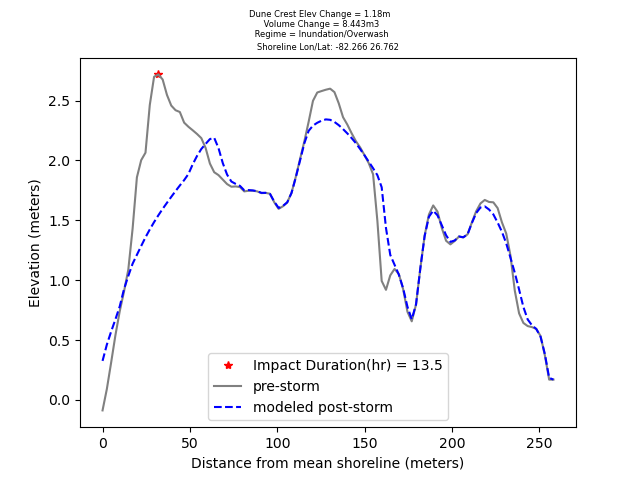 Dune Crest Elev Change = 1.18m
Volume Change = 8.443m3
Regime = Inundation/Overwash
Shoreline Lon/Lat: -82.266 26.762
Elevation (meters)
2.5
2.0
1.5
1.0
0.5
0.0
Impact Duration(hr) = 13.5
pre-storm
modeled post-storm
0 50 100 150 200 250
Distance from mean shoreline (meters)